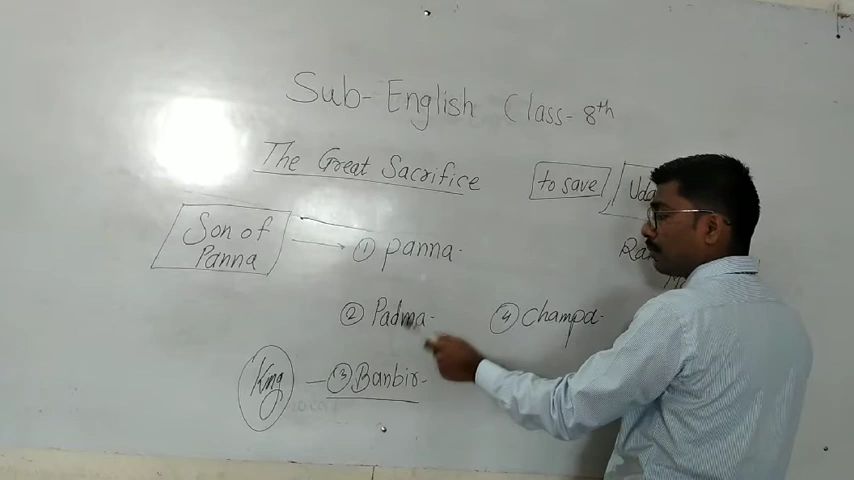 Sub- English Class- 8th
The Great Sacrifice
to save
Son of
Panna
① panna-
② Padma-
④ Champa-
King
③ Banbir-